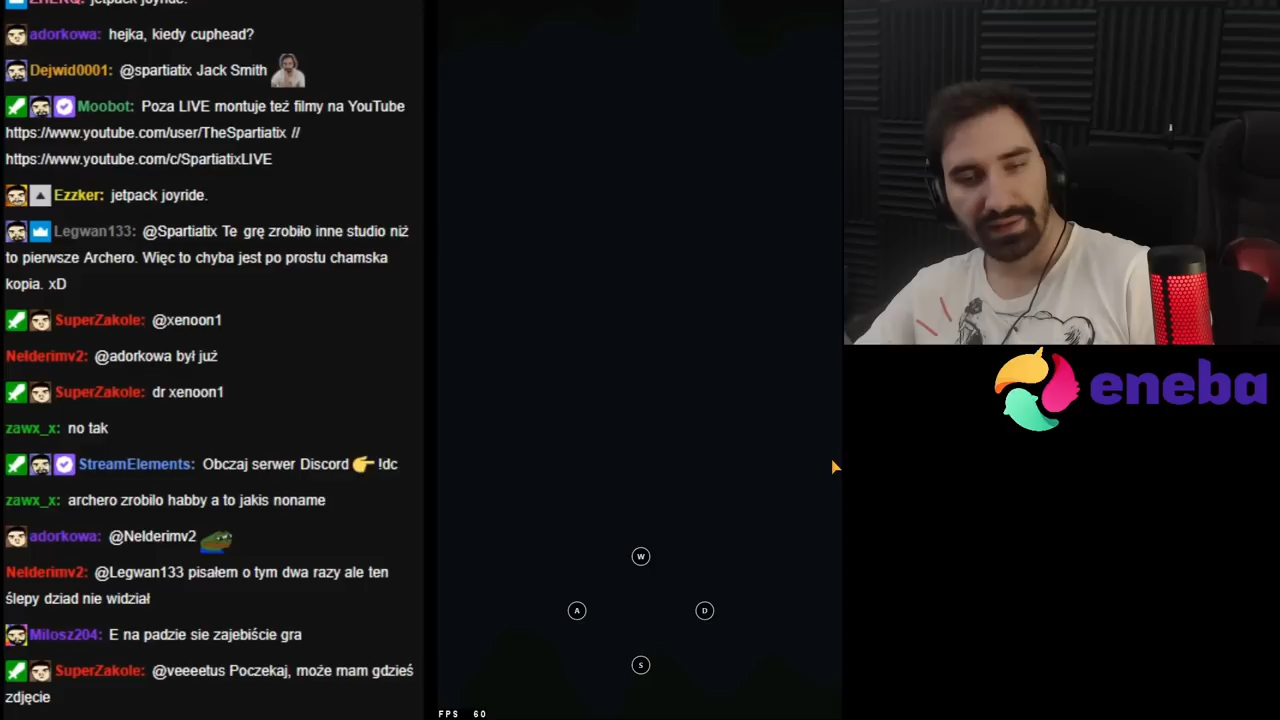 ZHENQ: jetpack joyride.
adorkowa: hejka, kiedy cuphead?
Dejwid0001: @spartiatix Jack Smith
Moobot: Poza LIVE montuje też filmy na YouTube
https://www.youtube.com/user/TheSpartiatix //
https://www.youtube.com/c/SpartiatixLIVE
Ezzker: jetpack joyride.
Legwan133: @Spartiatix Te grę zrobiło inne studio niż
to pierwsze Archero. Więc to chyba jest po prostu chamska
kopia. xD
SuperZakole: @xenoon1
Nelderimv2: @adorkowa był już
SuperZakole: dr xenoon1
zawx_x: no tak
StreamElements: Obczaj serwer Discord 👉 !dc
zawx_x: archero zrobilo habby a to jakis noname
adorkowa: @Nelderimv2
Nelderimv2: @Legwan133 pisałem o tym dwa razy ale ten
ślepy dziad nie widział
Milosz204: E na padzie sie zajebiście gra
SuperZakole: @veeeetus Poczekaj, może mam gdzieś
zdjęcie
W
A
D
S
FPS 60
eneba